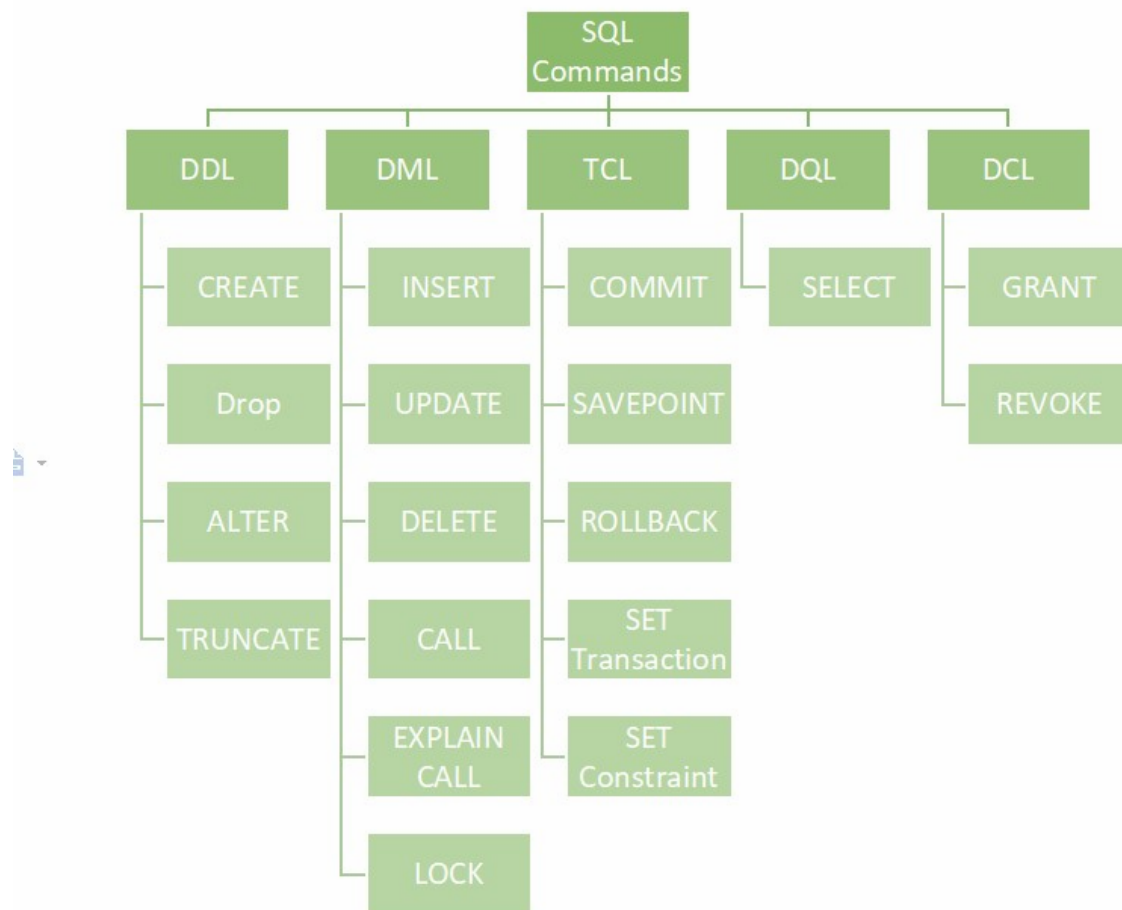 SQL
Commands
DDL
DML
TCL
DQL
DCL
CREATE
INSERT
COMMIT
SELECT
GRANT
Drop
UPDATE
SAVEPOINT
REVOKE
ALTER
DELETE
ROLLBACK
TRUNCATE
CALL
SET
Transaction
EXPLAIN
CALL
SET
Constraint
LOCK